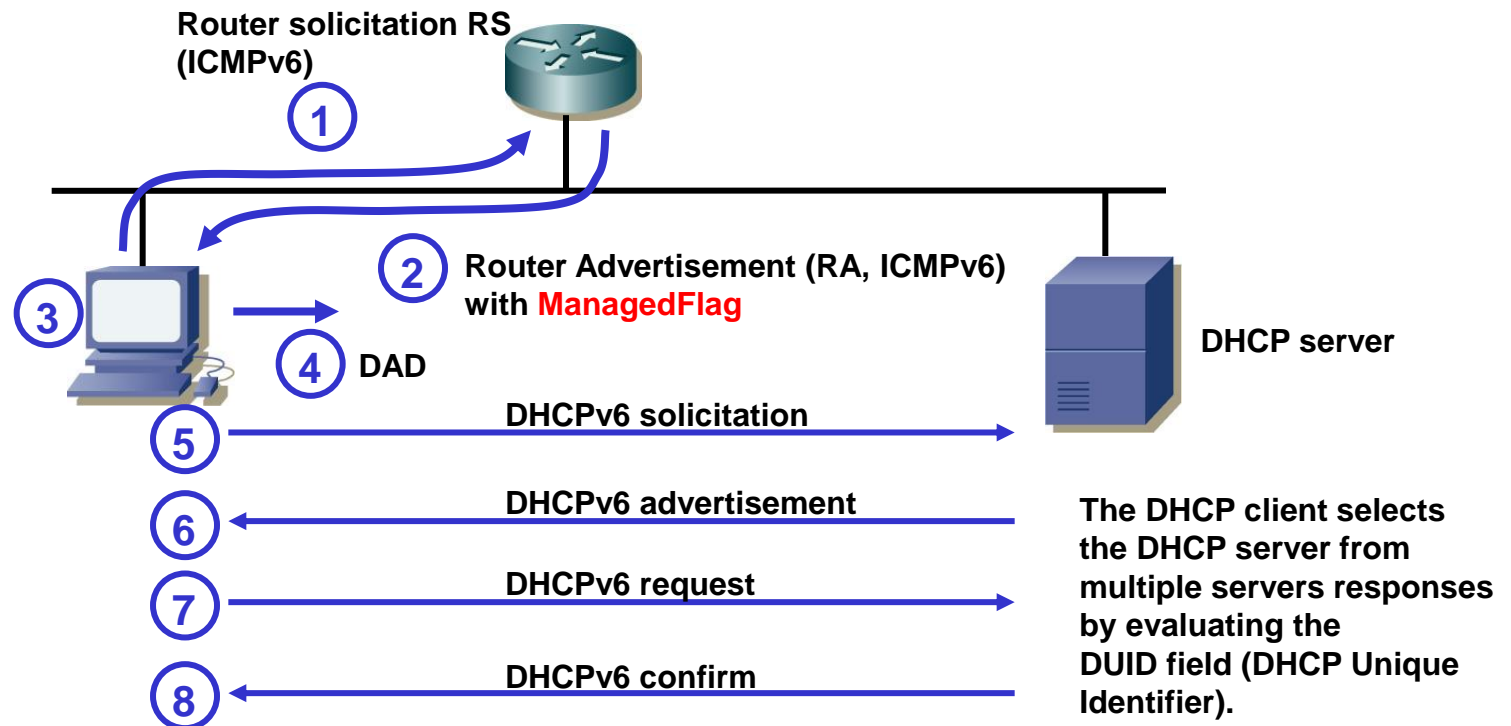 Router solicitation RS
(ICMPv6)
1
2
Router Advertisement (RA, ICMPv6)
with ManagedFlag
3
4
DAD
DHCP server
5
DHCPv6 solicitation
6
DHCPv6 advertisement
7
DHCPv6 request
8
DHCPv6 confirm
The DHCP client selects
the DHCP server from
multiple servers responses
by evaluating the
DUID field (DHCP Unique
Identifier).